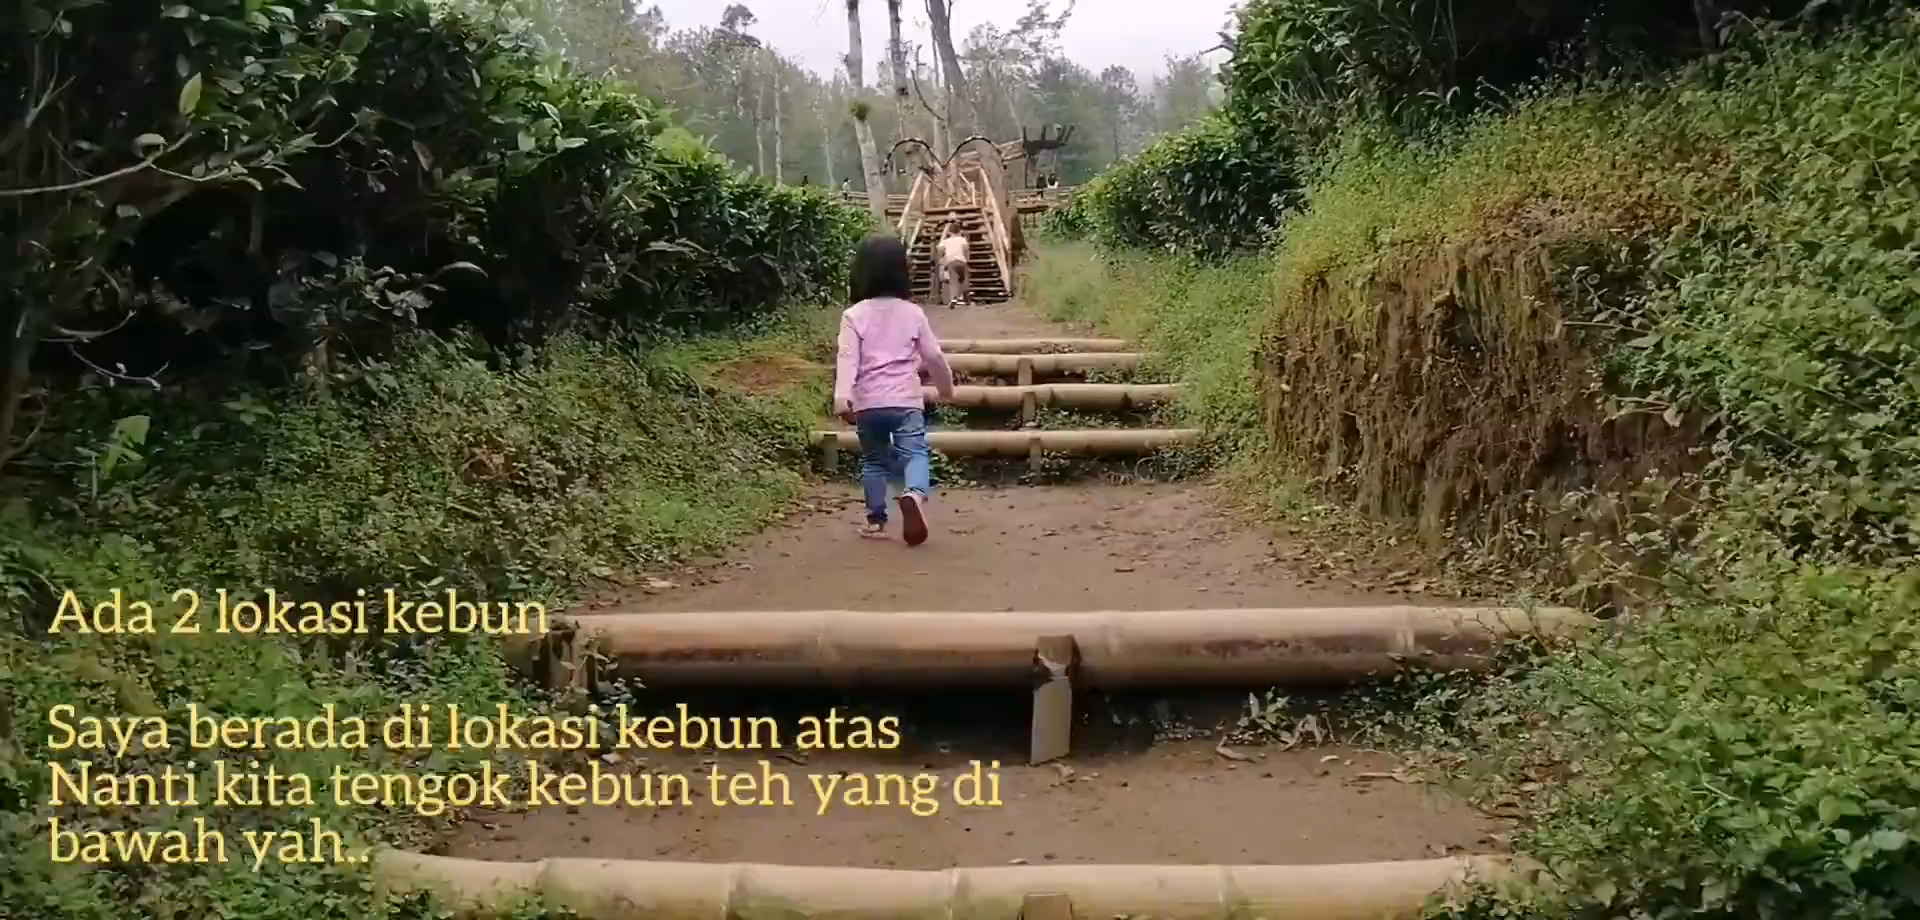 Ada 2 lokasi kebun
Saya berada di lokasi kebun atas
Nanti kita tengok kebun teh yang di
bawah yah..